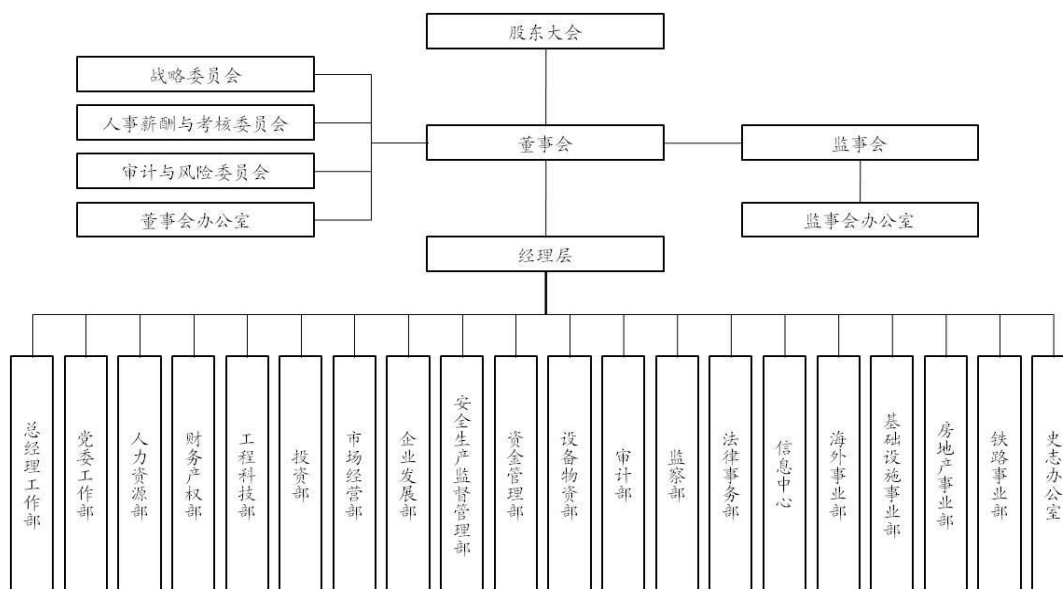 股东大会
战略委员会
人事薪酬与考核委员会
董事会
监事会
审计与风险委员会
董事会办公室
监事会办公室
经理层
总经理工作部
党委工作部
人力资源部
财务产权部
工程科技部
投资部
市场经营部
企业发展部
安全生产监督管理部
资金管理部
设备物资部
审计部
监察部
法律事务部
信息中心
海外事业部
基础设施事业部
房地产事业部
铁路事业部
史志办公室